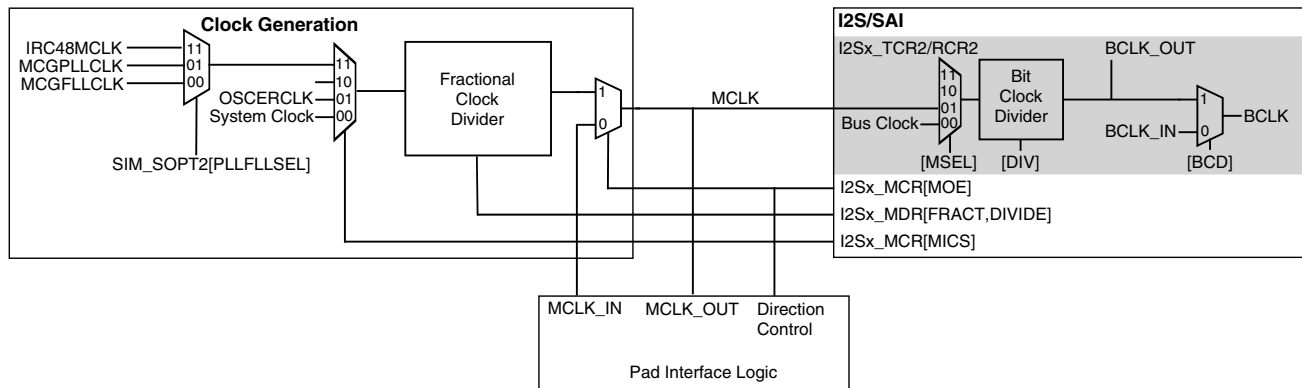 Clock Generation
IRC48MCLK
MCGPLLCLK
MCGFLLCLK
11
01
00
SIM_SOPT2[PLLFLLSEL]
OSCERCLK
System Clock
11
10
01
00
Fractional
Clock
Divider
1
0
MCLK
I2S/SAI
I2Sx_TCR2/RCR2
Bus Clock
11
10
01
00
[MSEL]
Bit
Clock
Divider
[DIV]
BCLK_OUT
BCLK_IN
1
0
BCLK
[BCD]
I2Sx_MCR[MOE]
I2Sx_MDR[FRACT,DIVIDE]
I2Sx_MCR[MICS]
MCLK_IN
MCLK_OUT
Direction
Control
Pad Interface Logic